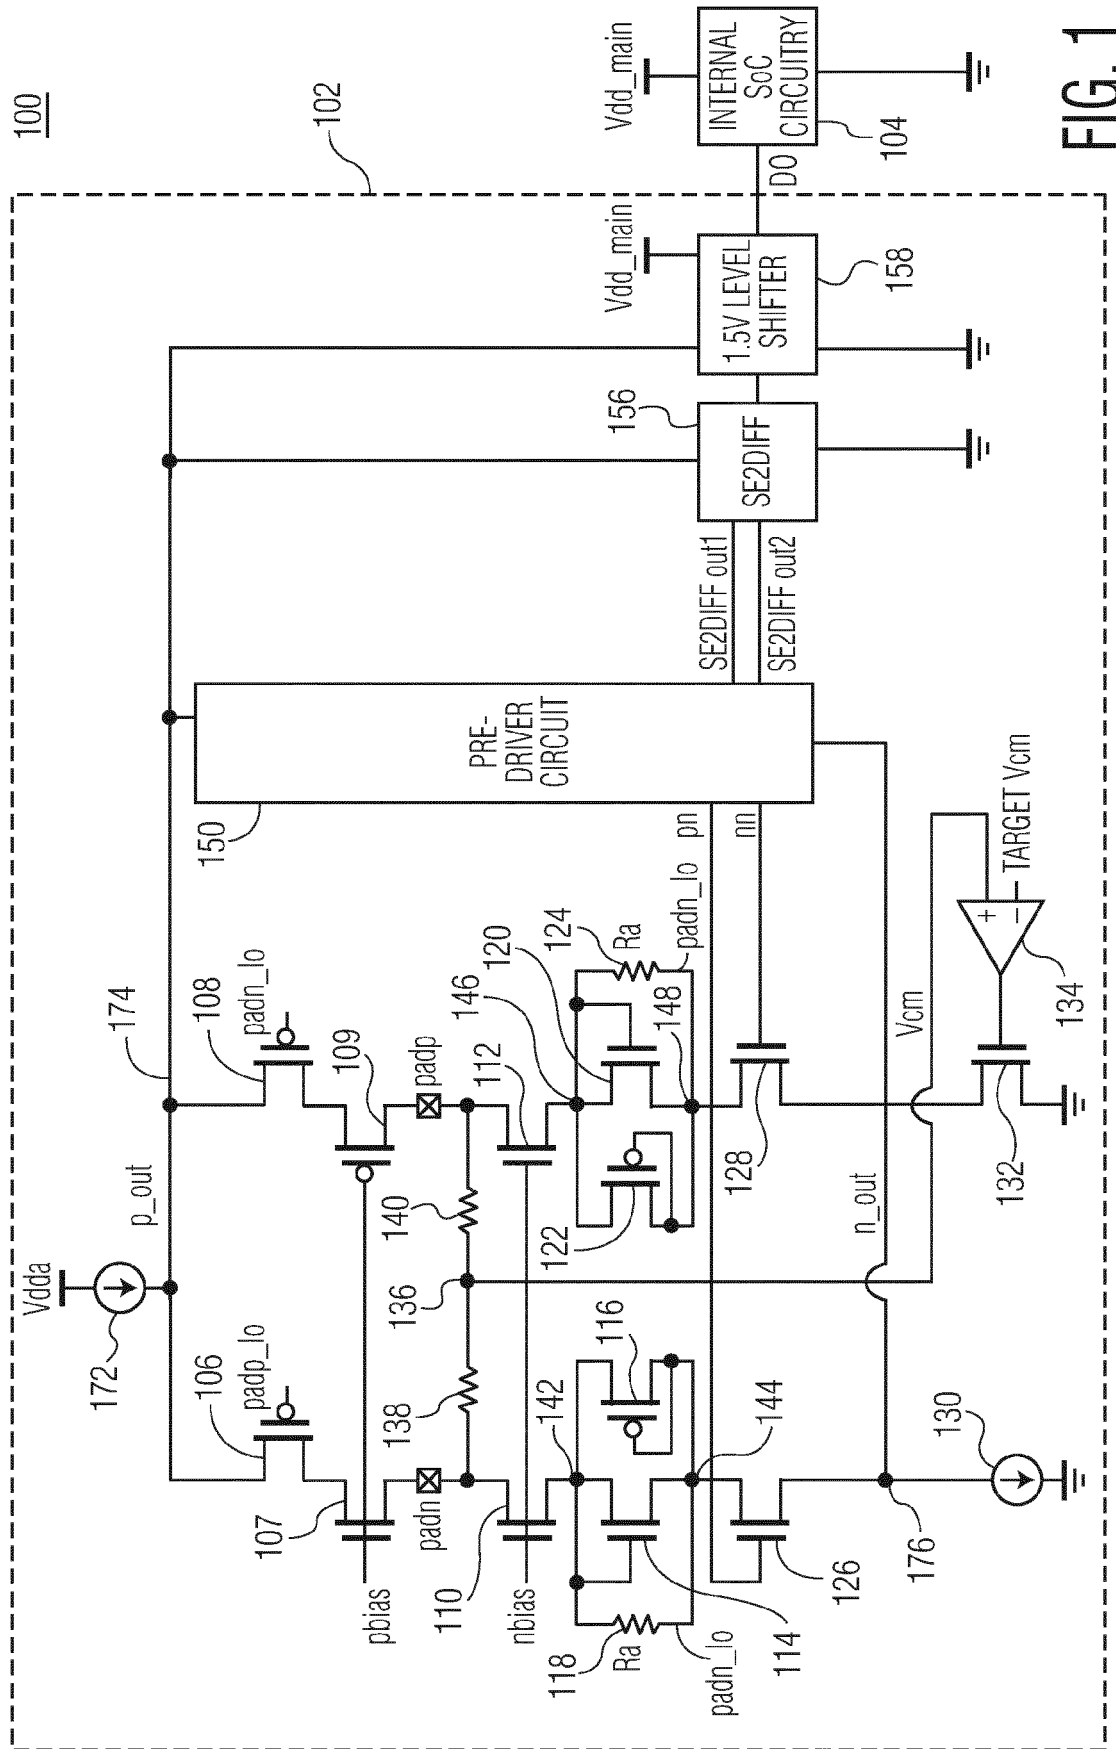 100
102
Vdda
172
p_out
174
106
padp_lo
108
padn_lo
107
109
pbias
padn
padp
138
136
140
110
112
nbias
142
146
120
124
Ra
padn_lo
116
122
118
Ra
padn_lo
114
144
148
126
128
176
n_out
130
132
134
Vcm
TARGET Vcm
+
−
150
PRE-
DRIVER
CIRCUIT
pn
nn
SE2DIFF out1
SE2DIFF out2
156
SE2DIFF
Vdd_main
1.5V LEVEL
SHIFTER
158
DO
Vdd_main
INTERNAL
SoC
CIRCUITRY
104
FIG. 1